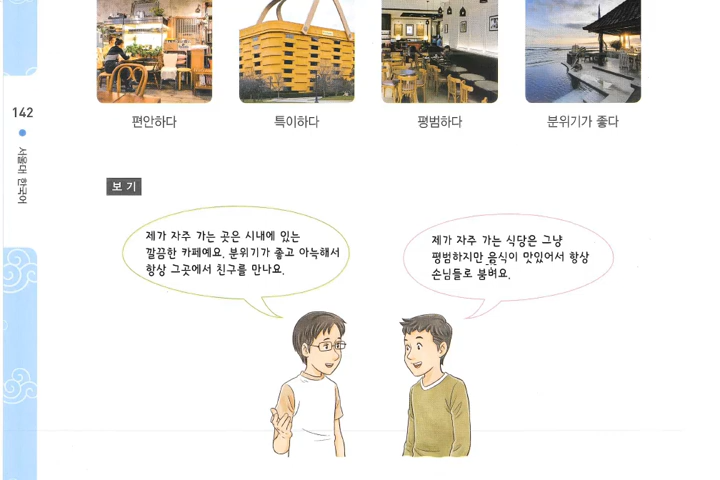 편안하다
특이하다
평범하다
분위기가 좋다
142
서울대 한국어
보기
제가 자주 가는 곳은 시내에 있는
깔끔한 카페예요. 분위기가 좋고 아늑해서
항상 그곳에서 친구를 만나요.
제가 자주 가는 식당은 그냥
평범하지만 음식이 맛있어서 항상
손님들로 붐벼요.